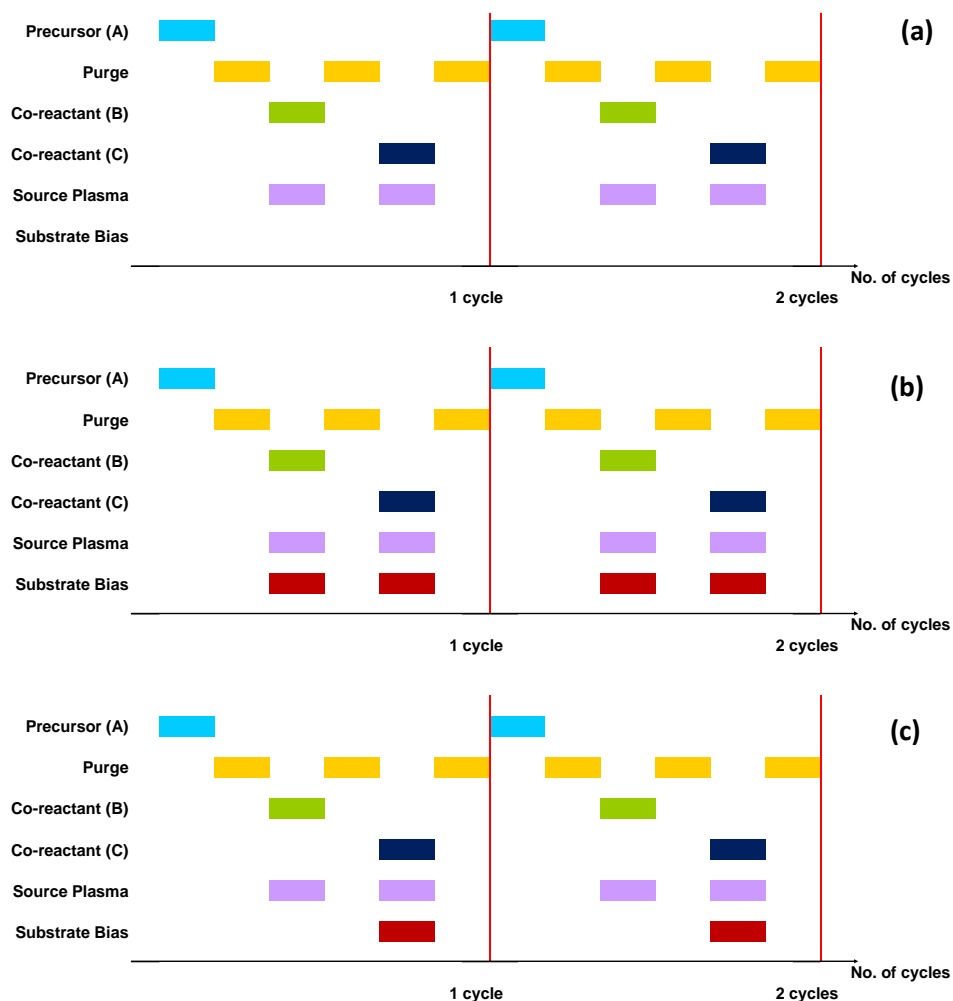 Precursor (A)
(a)
Purge
Co-reactant (B)
Co-reactant (C)
Source Plasma
Substrate Bias
No. of cycles
1 cycle
2 cycles
Precursor (A)
(b)
Purge
Co-reactant (B)
Co-reactant (C)
Source Plasma
Substrate Bias
No. of cycles
1 cycle
2 cycles
Precursor (A)
(c)
Purge
Co-reactant (B)
Co-reactant (C)
Source Plasma
Substrate Bias
No. of cycles
1 cycle
2 cycles